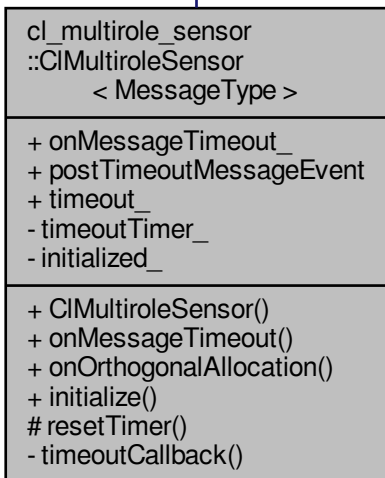 cl_multirole_sensor
::ClMultiroleSensor
< MessageType >
+ onMessageTimeout_
+ postTimeoutMessageEvent
+ timeout_
- timeoutTimer_
- initialized_
+ ClMultiroleSensor()
+ onMessageTimeout()
+ onOrthogonalAllocation()
+ initialize()
# resetTimer()
- timeoutCallback()